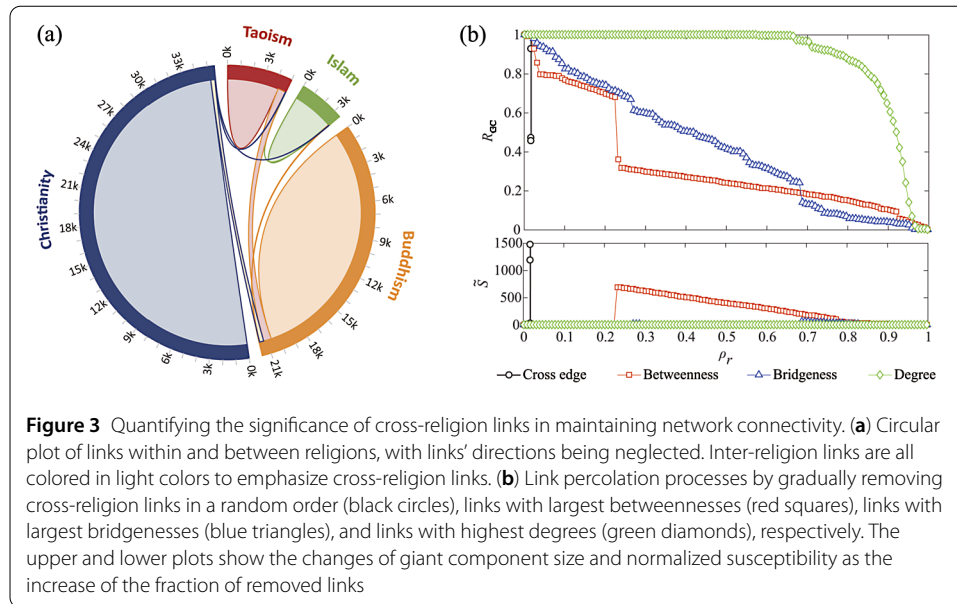 (a)
Taoism
Islam
Christianity
Buddhism
0k
3k
0k
3k
0k
3k
6k
9k
12k
15k
18k
21k
0k
3k
6k
9k
12k
15k
18k
21k
24k
27k
30k
33k
(b)
1
0.8
0.6
0.4
0.2
0
R_GC
1500
1000
500
0
S̃
0 0.1 0.2 0.3 0.4 0.5 0.6 0.7 0.8 0.9 1
ρ_r
Cross edge Betweenness Bridgeness Degree
Figure 3 Quantifying the significance of cross-religion links in maintaining network connectivity. (a) Circular
plot of links within and between religions, with links' directions being neglected. Inter-religion links are all
colored in light colors to emphasize cross-religion links. (b) Link percolation processes by gradually removing
cross-religion links in a random order (black circles), links with largest betweennesses (red squares), links with
largest bridgenesses (blue triangles), and links with highest degrees (green diamonds), respectively. The
upper and lower plots show the changes of giant component size and normalized susceptibility as the
increase of the fraction of removed links